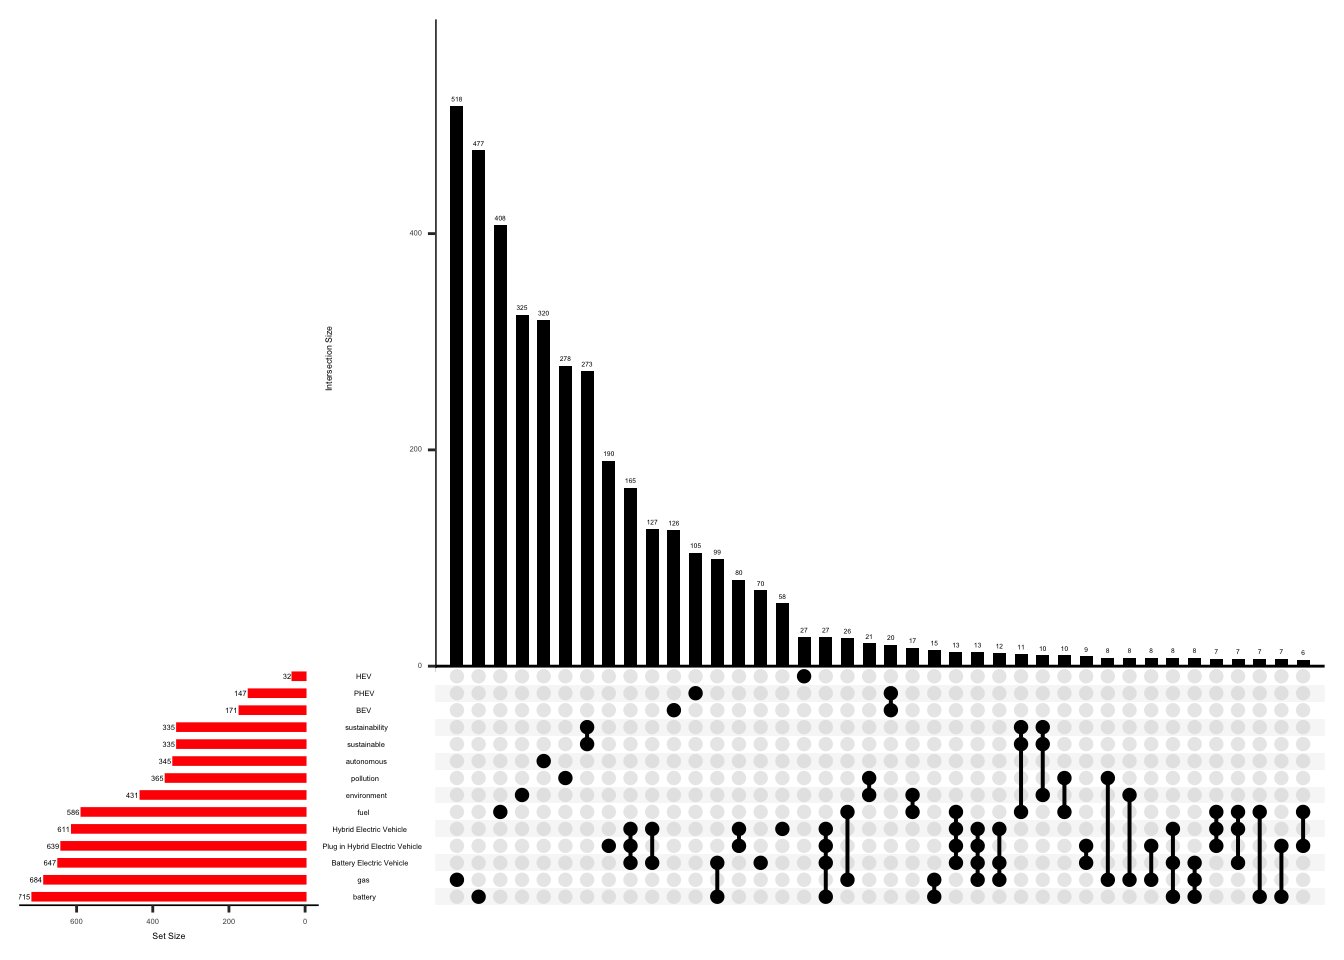 518
477
408
325
320
278
273
190
165
127
126
105
99
80
70
58
27
27
26
21
20
17
15
13
13
12
11
10
10
9
8
8
8
8
8
7
7
7
7
6
400
200
0
Intersection Size
32 HEV
147 PHEV
171 BEV
335 sustainability
335 sustainable
345 autonomous
365 pollution
431 environment
586 fuel
611 Hybrid Electric Vehicle
639 Plug in Hybrid Electric Vehicle
647 Battery Electric Vehicle
684 gas
715 battery
600 400 200 0
Set Size